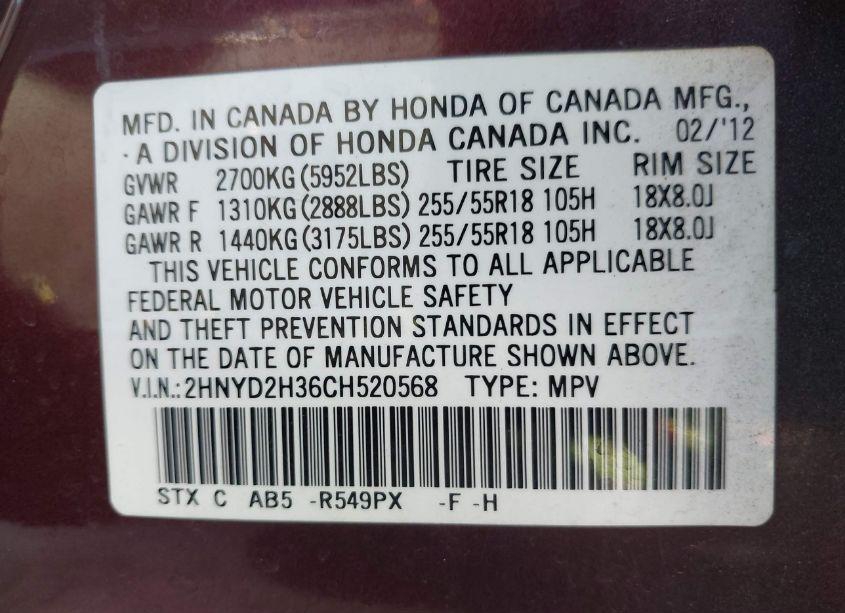 MFD. IN CANADA BY HONDA OF CANADA MFG.,
· A DIVISION OF HONDA CANADA INC. 02/'12
GVWR 2700KG (5952LBS) TIRE SIZE RIM SIZE
GAWR F 1310KG (2888LBS) 255/55R18 105H 18X8.0J
GAWR R 1440KG (3175LBS) 255/55R18 105H 18X8.0J
THIS VEHICLE CONFORMS TO ALL APPLICABLE
FEDERAL MOTOR VEHICLE SAFETY
AND THEFT PREVENTION STANDARDS IN EFFECT
ON THE DATE OF MANUFACTURE SHOWN ABOVE.
V.I.N.: 2HNYD2H36CH520568 TYPE: MPV
STX C AB5 -R549PX -F -H